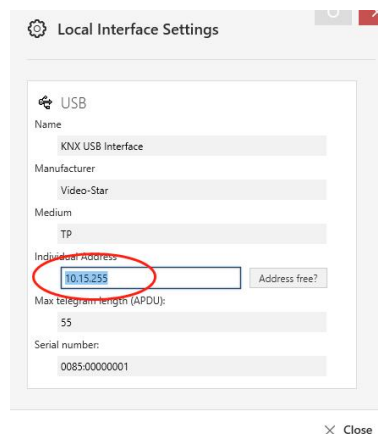 Local Interface Settings
USB
Name
KNX USB Interface
Manufacturer
Video-Star
Medium
TP
Individual Address
10.15.255 Address free?
Max telegram length (APDU):
55
Serial number:
0085:00000001
Close